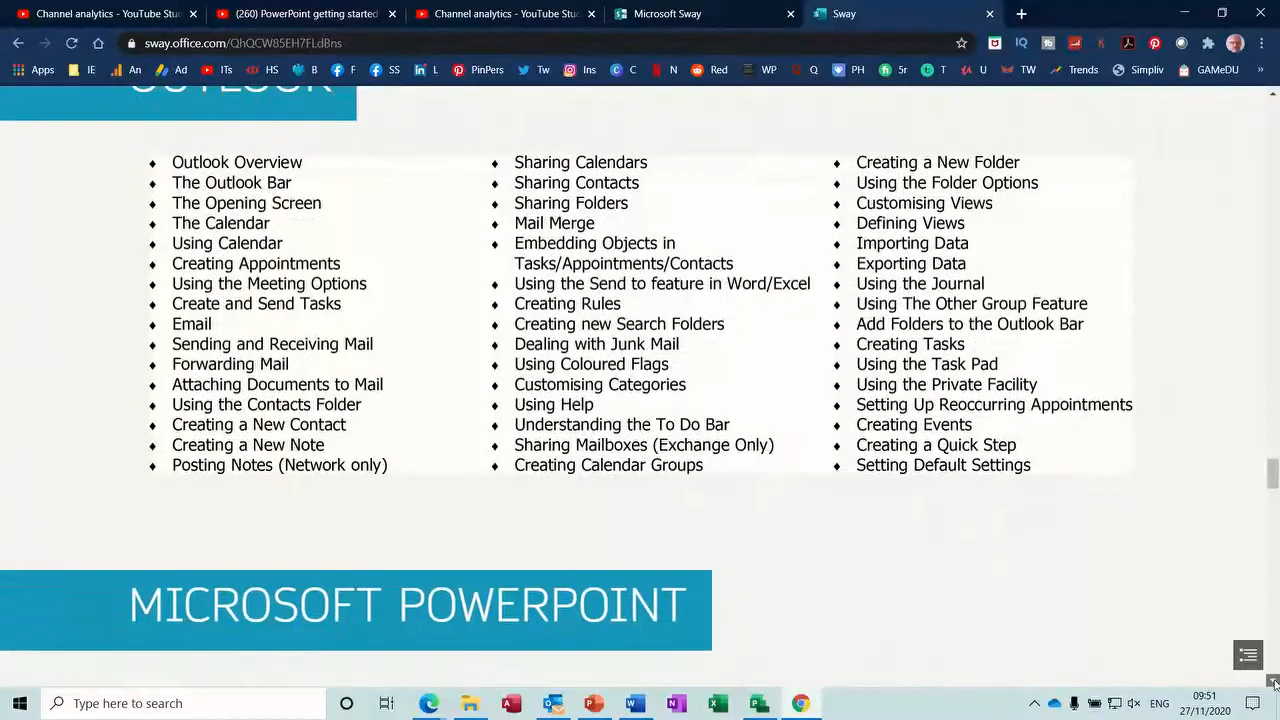 Channel analytics - YouTube Stud
(260) PowerPoint getting started
Channel analytics - YouTube Stud
Microsoft Sway
Sway
sway.office.com/QhQCW85EH7FLdBns
Apps
IE
An
Ad
ITs
HS
B
F
SS
L
PinPers
Tw
Ins
C
N
Red
WP
Q
PH
5r
T
U
TW
Trends
Simpliv
GAMeDU
OUTLOOK
Outlook Overview
The Outlook Bar
The Opening Screen
The Calendar
Using Calendar
Creating Appointments
Using the Meeting Options
Create and Send Tasks
Email
Sending and Receiving Mail
Forwarding Mail
Attaching Documents to Mail
Using the Contacts Folder
Creating a New Contact
Creating a New Note
Posting Notes (Network only)
Sharing Calendars
Sharing Contacts
Sharing Folders
Mail Merge
Embedding Objects in
Tasks/Appointments/Contacts
Using the Send to feature in Word/Excel
Creating Rules
Creating new Search Folders
Dealing with Junk Mail
Using Coloured Flags
Customising Categories
Using Help
Understanding the To Do Bar
Sharing Mailboxes (Exchange Only)
Creating Calendar Groups
Creating a New Folder
Using the Folder Options
Customising Views
Defining Views
Importing Data
Exporting Data
Using the Journal
Using The Other Group Feature
Add Folders to the Outlook Bar
Creating Tasks
Using the Task Pad
Using the Private Facility
Setting Up Reoccurring Appointments
Creating Events
Creating a Quick Step
Setting Default Settings
MICROSOFT POWERPOINT
Type here to search
ENG
09:51
27/11/2020